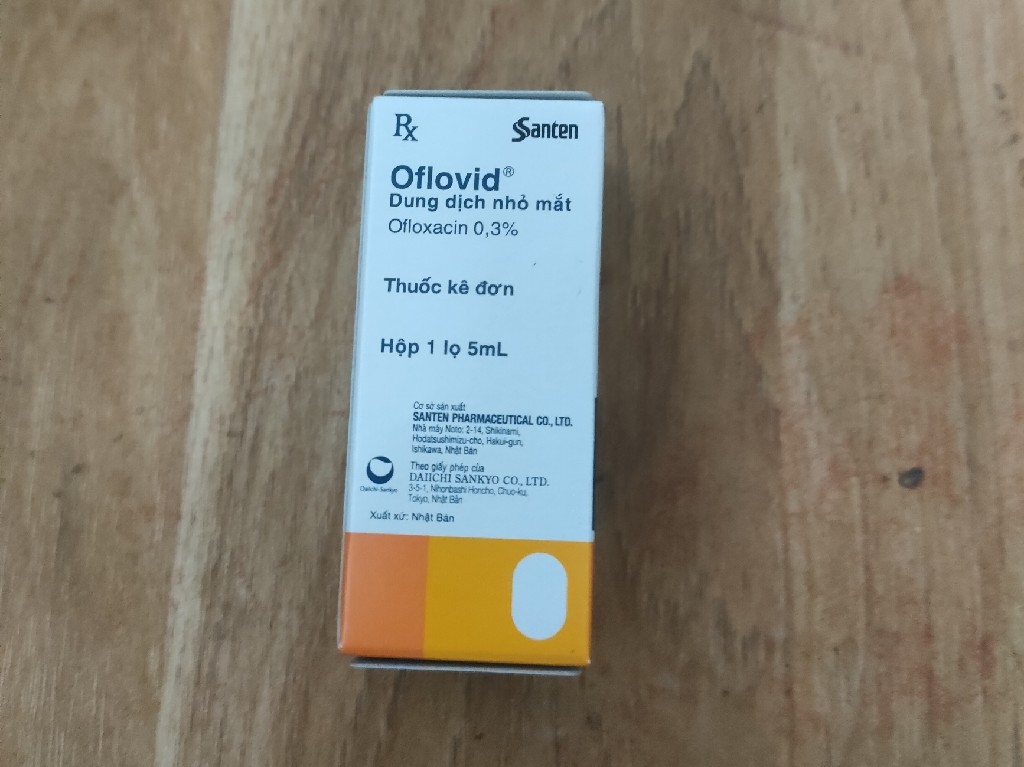 Rx
Santen
Oflovid®
Dung dịch nhỏ mắt
Ofloxacin 0,3%
Thuốc kê đơn
Hộp 1 lọ 5mL
Cơ sở sản xuất
SANTEN PHARMACEUTICAL CO., LTD.
Nhà máy Noto: 2-14, Shikinami,
Hodatsushimizu-cho, Hakui-gun,
Ishikawa, Nhật Bản
Theo giấy phép của
DAIICHI SANKYO CO., LTD.
3-5-1, Nihonbashi Honcho, Chuo-ku,
Tokyo, Nhật Bản
Daiichi-Sankyo
Xuất xứ: Nhật Bản